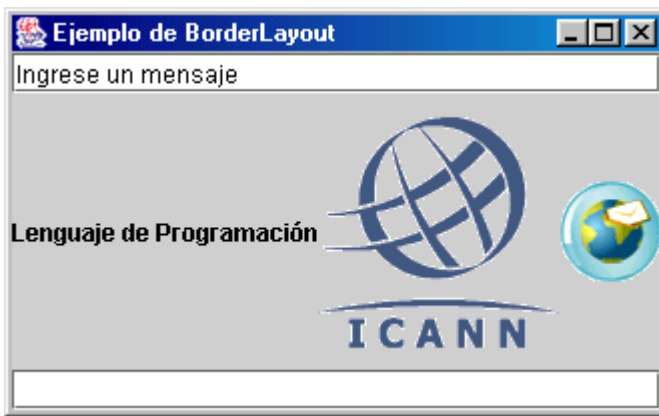 Ejemplo de BorderLayout
Ingrese un mensaje
Lenguaje de Programación
ICANN